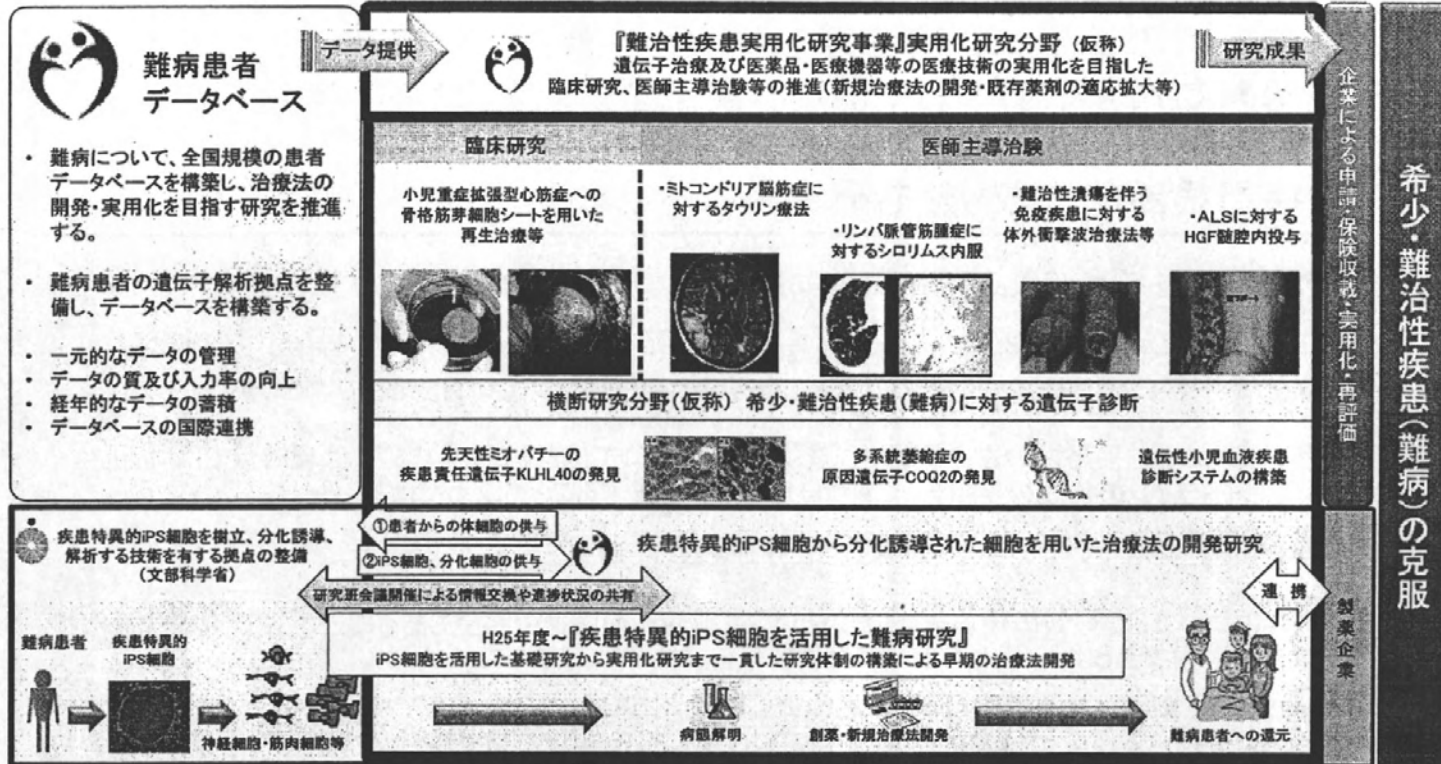 難病患者
データベース
・ 難病について、全国規模の患者
データベースを構築し、治療法の
開発・実用化を目指す研究を推進
する。
・ 難病患者の遺伝子解析拠点を整
備し、データベースを構築する。
・ 一元的なデータの管理
・ データの質及び入力率の向上
・ 経年的なデータの蓄積
・ データベースの国際連携
データ提供
『難治性疾患実用化研究事業』実用化研究分野 (仮称)
遺伝子治療及び医薬品・医療機器等の医療技術の実用化を目指した
臨床研究、医師主導治験等の推進(新規治療法の開発・既存薬剤の適応拡大等)
研究成果
臨床研究
医師主導治験
小児重症拡張型心筋症への
骨格筋芽細胞シートを用いた
再生治療等
・ミトコンドリア脳筋症に
対するタウリン療法
・リンパ脈管筋腫症に
対するシロリムス内服
・難治性潰瘍を伴う
免疫疾患に対する
体外衝撃波治療法等
・ALSに対する
HGF髄腔内投与
横断研究分野(仮称) 希少・難治性疾患(難病)に対する遺伝子診断
先天性ミオパチーの
疾患責任遺伝子KLHL40の発見
多系統萎縮症の
原因遺伝子COQ2の発見
遺伝性小児血液疾患
診断システムの構築
企業による申請・保険収載・実用化・再評価
希少・難治性疾患(難病)の克服
疾患特異的iPS細胞を樹立、分化誘導、
解析する技術を有する拠点の整備
(文部科学省)
①患者からの体細胞の供与
②iPS細胞、分化細胞の供与
研究班会議開催による情報交換や進捗状況の共有
疾患特異的iPS細胞から分化誘導された細胞を用いた治療法の開発研究
連携
製薬企業
H25年度~『疾患特異的iPS細胞を活用した難病研究』
iPS細胞を活用した基礎研究から実用化研究まで一貫した研究体制の構築による早期の治療法開発
難病患者
疾患特異的
iPS細胞
神経細胞・筋肉細胞等
病態解明
創薬・新規治療法開発
難病患者への還元